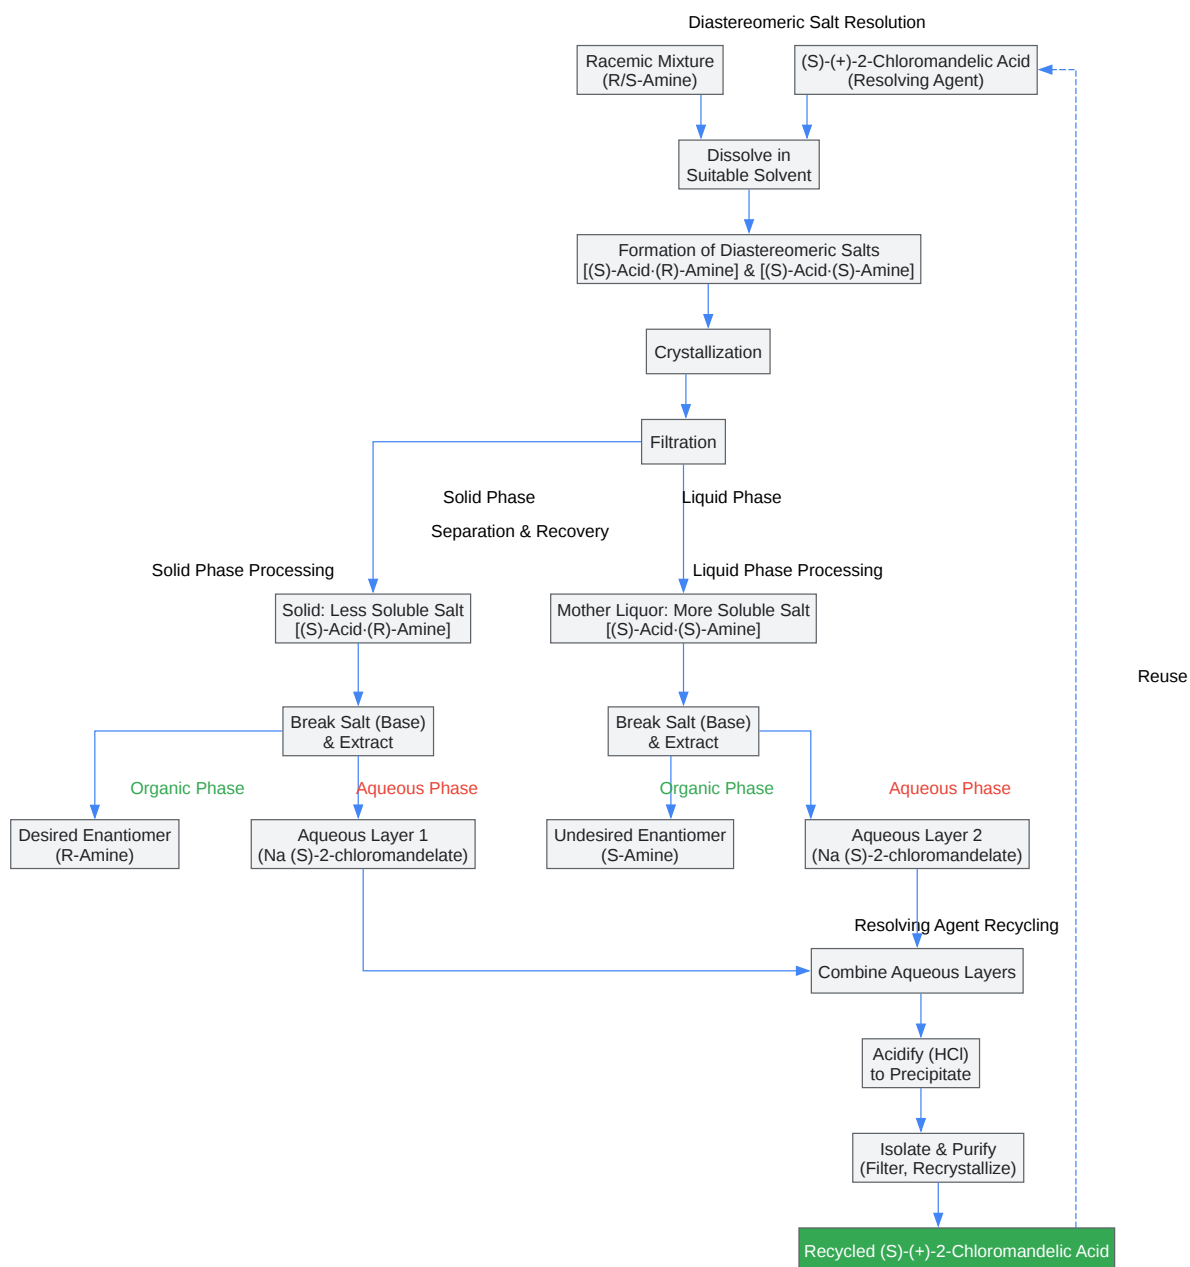 Diastereomeric Salt Resolution
Racemic Mixture
(R/S-Amine)
(S)-(+)-2-Chloromandelic Acid
(Resolving Agent)
Dissolve in
Suitable Solvent
Formation of Diastereomeric Salts
[(S)-Acid·(R)-Amine] & [(S)-Acid·(S)-Amine]
Crystallization
Filtration
Solid Phase
Liquid Phase
Separation & Recovery
Solid Phase Processing
Liquid Phase Processing
Solid: Less Soluble Salt
[(S)-Acid·(R)-Amine]
Mother Liquor: More Soluble Salt
[(S)-Acid·(S)-Amine]
Reuse
Break Salt (Base)
& Extract
Break Salt (Base)
& Extract
Organic Phase
Aqueous Phase
Organic Phase
Aqueous Phase
Desired Enantiomer
(R-Amine)
Aqueous Layer 1
(Na (S)-2-chloromandelate)
Undesired Enantiomer
(S-Amine)
Aqueous Layer 2
(Na (S)-2-chloromandelate)
Resolving Agent Recycling
Combine Aqueous Layers
Acidify (HCl)
to Precipitate
Isolate & Purify
(Filter, Recrystallize)
Recycled (S)-(+)-2-Chloromandelic Acid